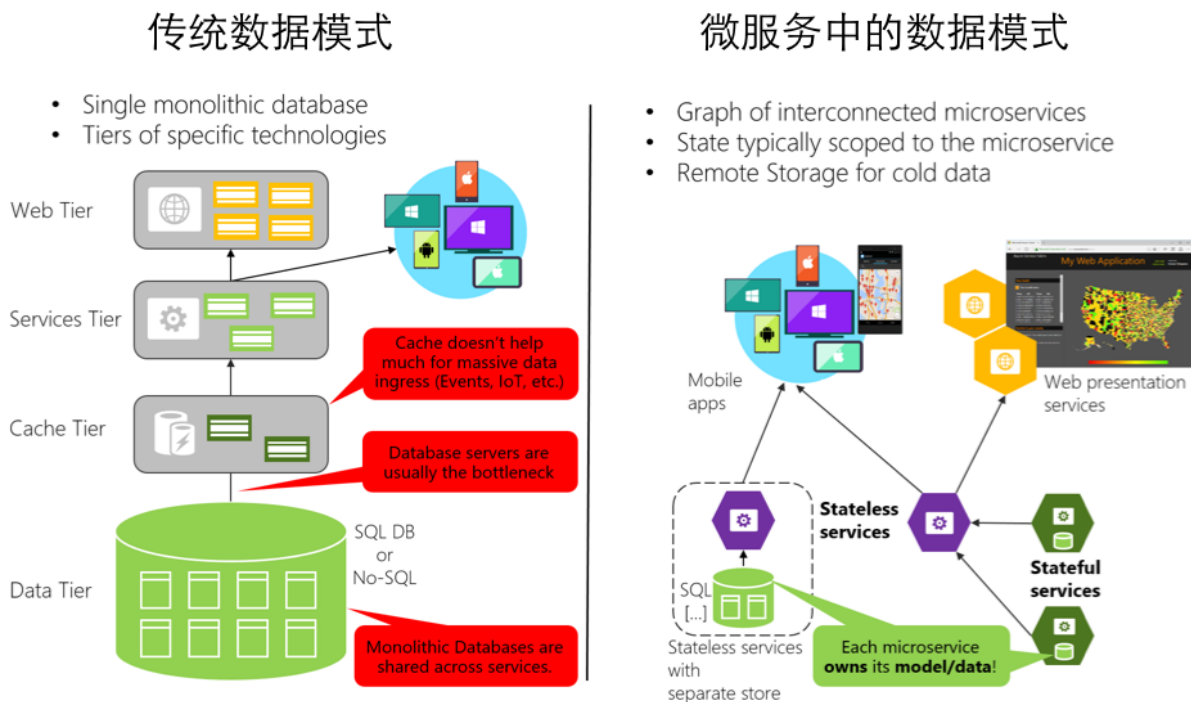 传统数据模式
• Single monolithic database
• Tiers of specific technologies
Web Tier
Services Tier
Cache doesn't help
much for massive data
ingress (Events, IoT, etc.)
Cache Tier
Database servers are
usually the bottleneck
SQL DB
or
No-SQL
Data Tier
Monolithic Databases are
shared across services.
微服务中的数据模式
• Graph of interconnected microservices
• State typically scoped to the microservice
• Remote Storage for cold data
My Web Application
Mobile
apps
Web presentation
services
Stateless
services
Stateful
services
SQL
[...]
Stateless services
with
separate store
Each microservice
owns its model/data!